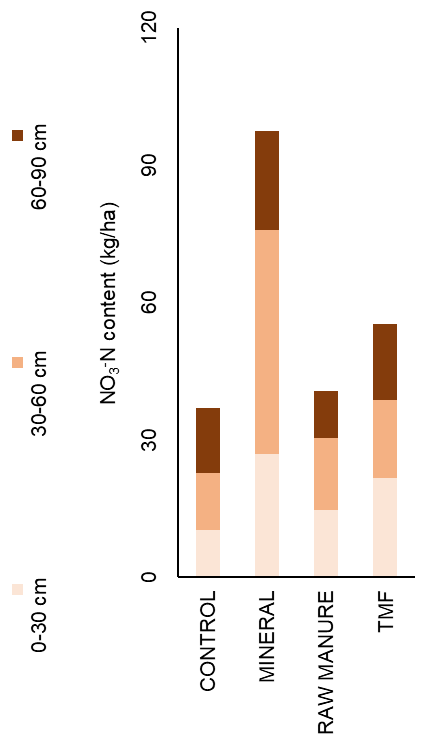 0-30 cm
30-60 cm
60-90 cm
NO₃-N content (kg/ha)
0
30
60
90
120
CONTROL
MINERAL
RAW MANURE
TMF